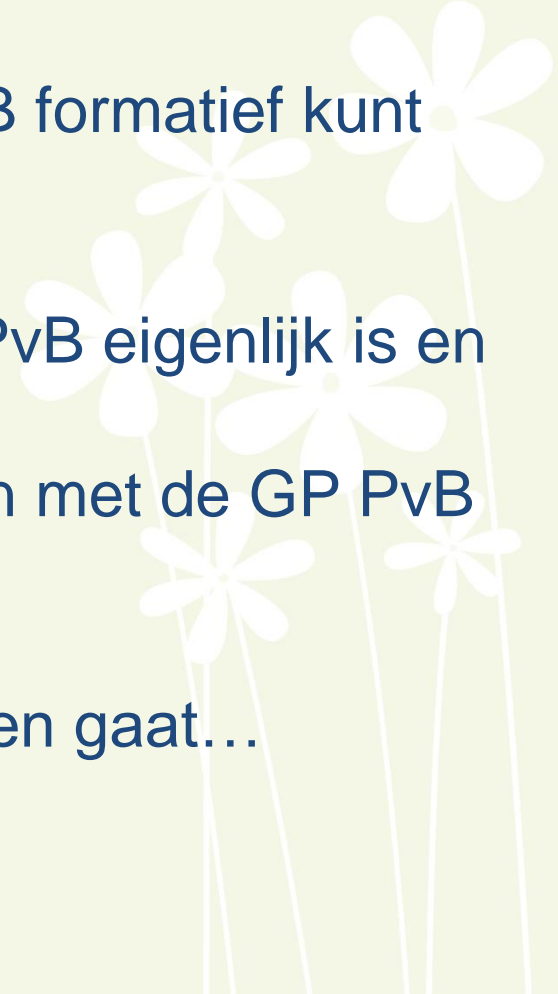 B formatief kunt
PvB eigenlijk is en
n met de GP PvB
en gaat…